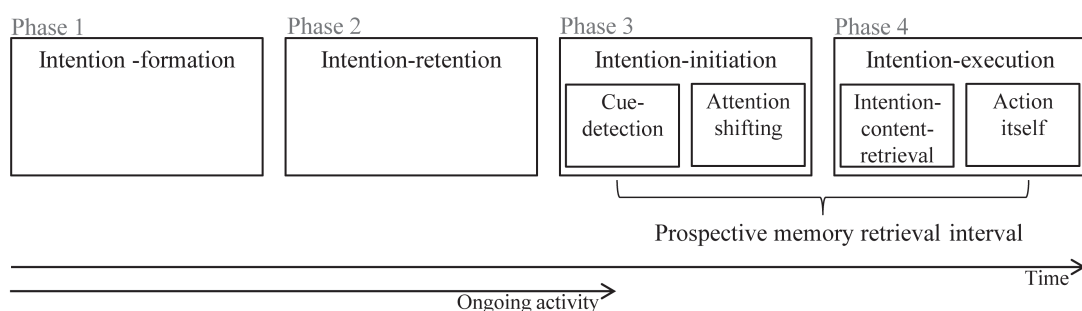 Phase 1
Phase 2
Phase 3
Phase 4
Intention -formation
Intention-retention
Intention-initiation
Intention-execution
Cue-
detection
Attention
shifting
Intention-
content-
retrieval
Action
itself
Prospective memory retrieval interval
Time
Ongoing activity